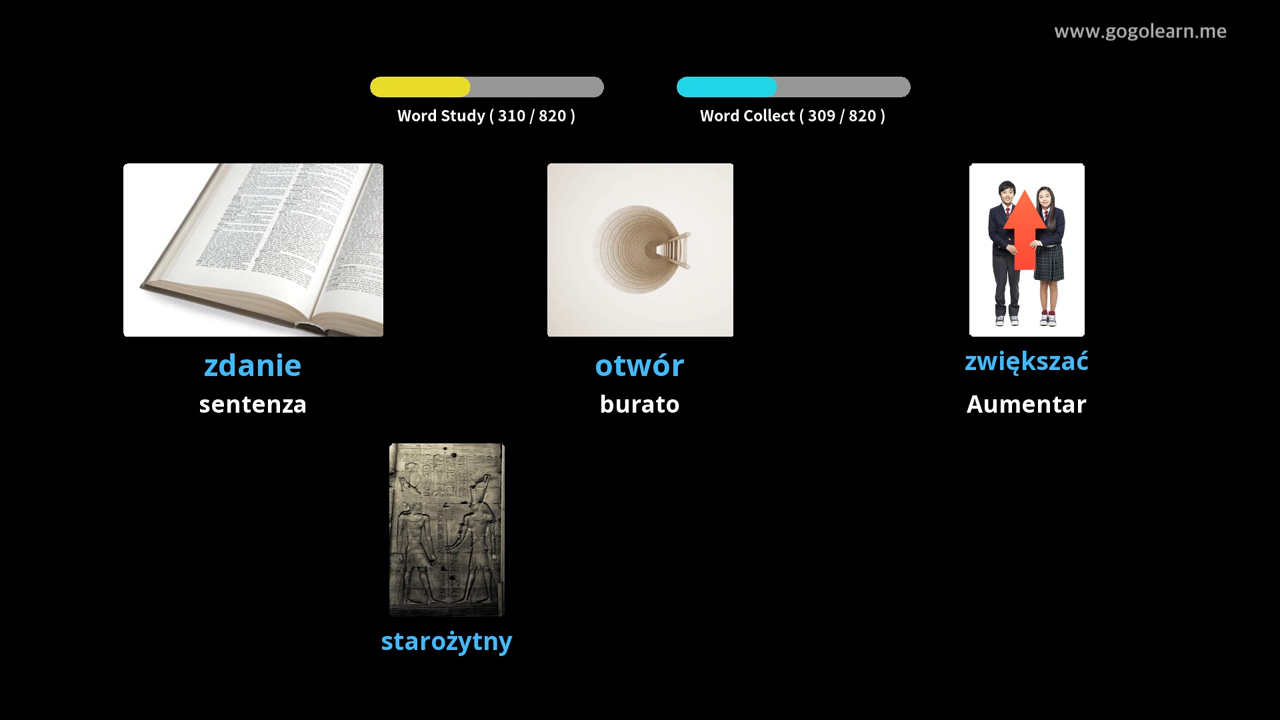 www.gogolearn.me
Word Study ( 310 / 820 )
Word Collect ( 309 / 820 )
zdanie
otwór
zwiększać
sentenza
burato
Aumentar
starożytny